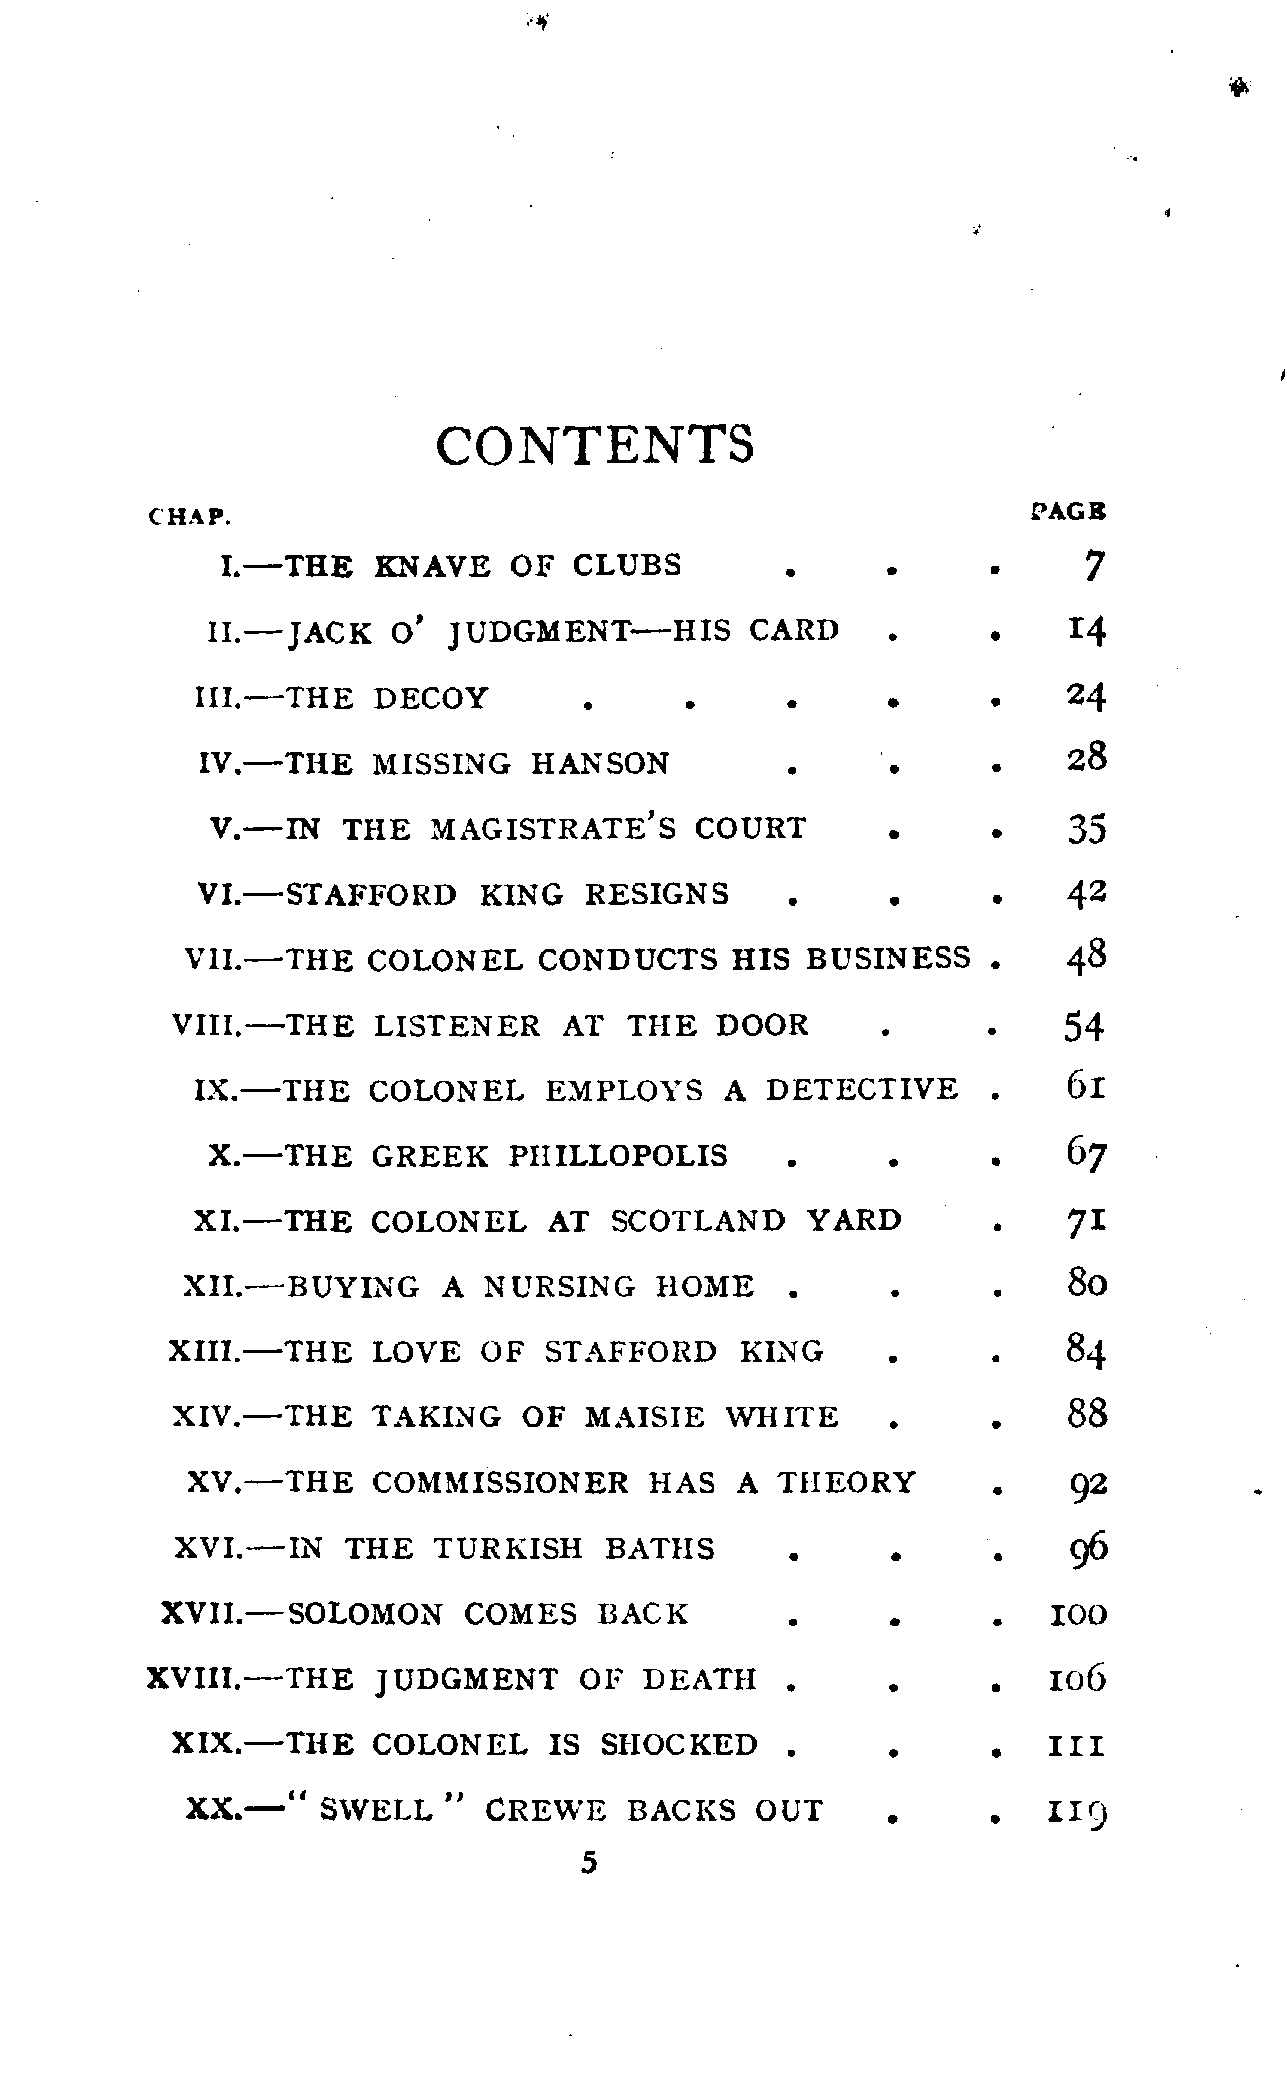 CONTENTS
CHAP. PAGE
I.—THE KNAVE OF CLUBS . . . 7
II.—JACK O' JUDGMENT—HIS CARD . . 14
III.—THE DECOY . . . . . 24
IV.—THE MISSING HANSON . . . 28
V.—IN THE MAGISTRATE'S COURT . . 35
VI.—STAFFORD KING RESIGNS . . . 42
VII.—THE COLONEL CONDUCTS HIS BUSINESS . 48
VIII.—THE LISTENER AT THE DOOR . . 54
IX.—THE COLONEL EMPLOYS A DETECTIVE . 61
X.—THE GREEK PHILLOPOLIS . . . 67
XI.—THE COLONEL AT SCOTLAND YARD . 71
XII.—BUYING A NURSING HOME . . . 80
XIII.—THE LOVE OF STAFFORD KING . . 84
XIV.—THE TAKING OF MAISIE WHITE . . 88
XV.—THE COMMISSIONER HAS A THEORY . 92
XVI.—IN THE TURKISH BATHS . . . 96
XVII.—SOLOMON COMES BACK . . . 100
XVIII.—THE JUDGMENT OF DEATH . . . 106
XIX.—THE COLONEL IS SHOCKED . . . 111
XX.—" SWELL " CREWE BACKS OUT . . 119
5